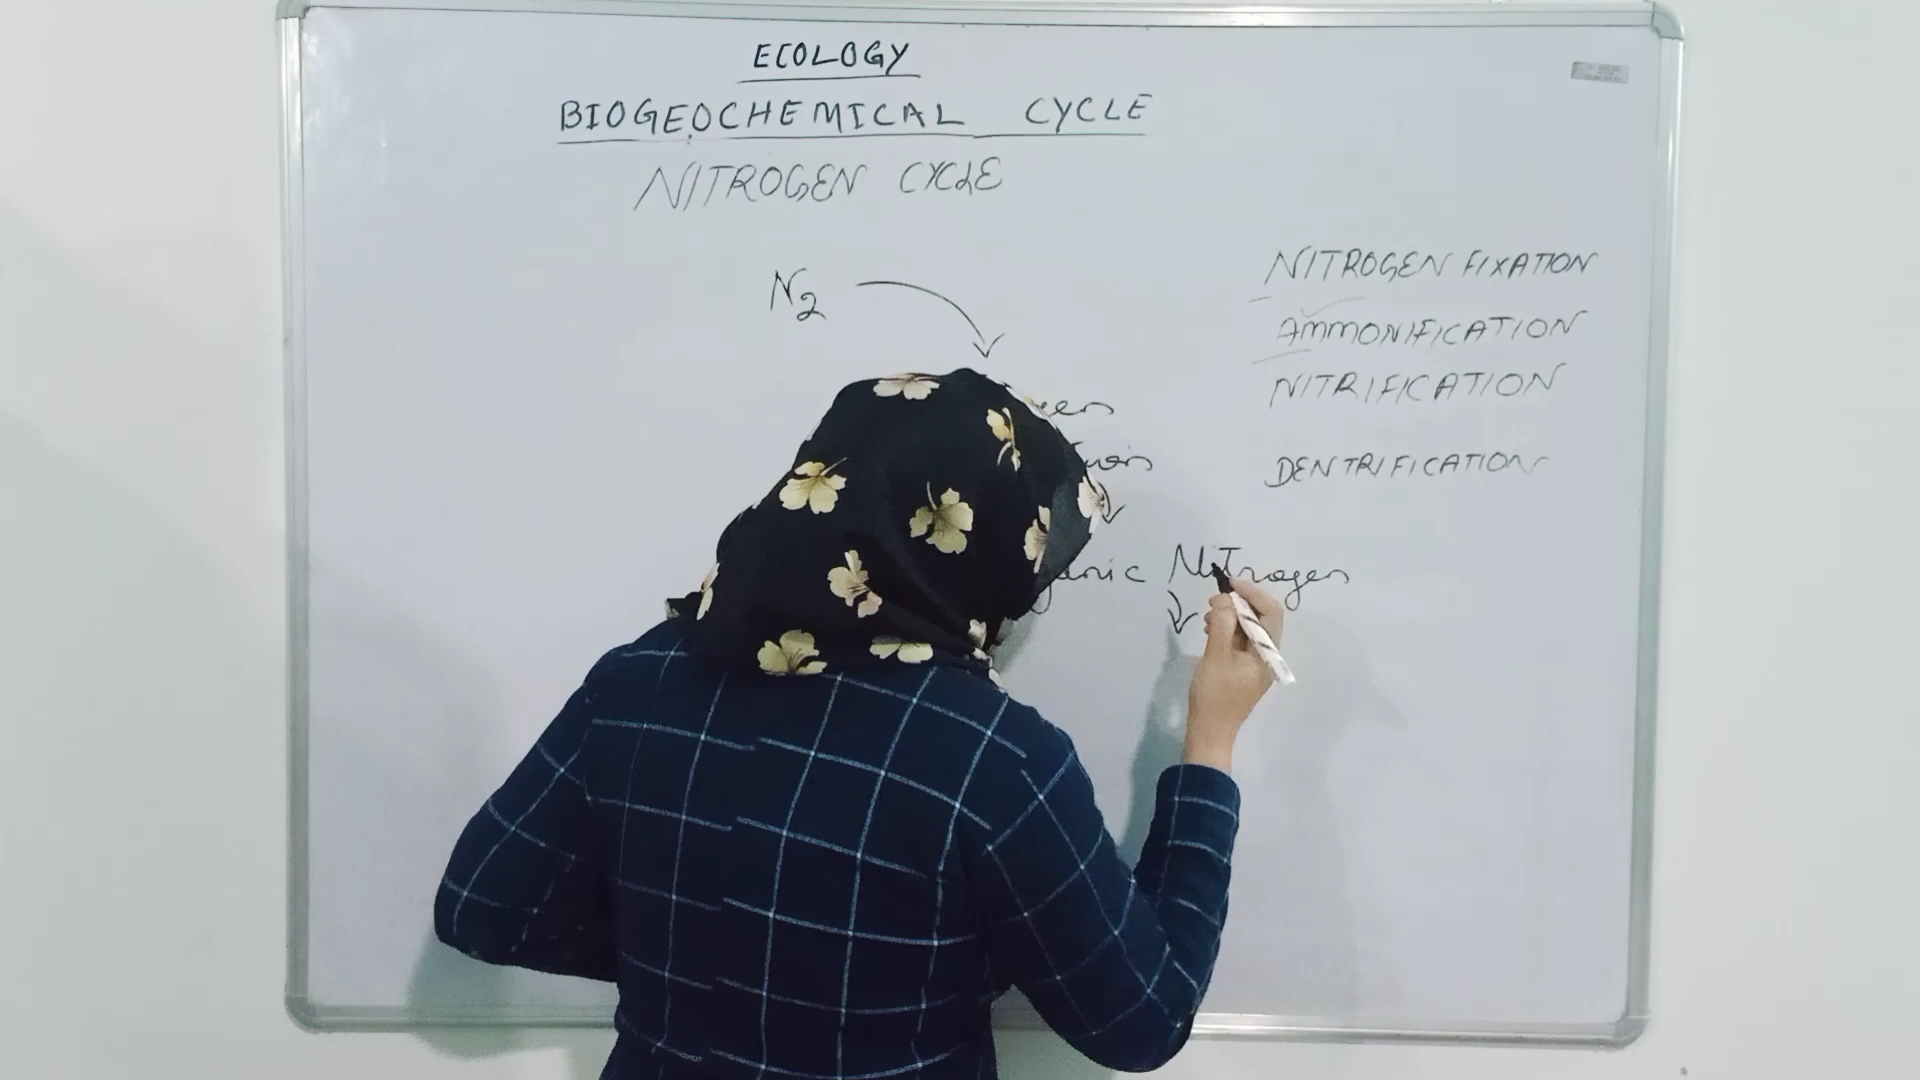 ECOLOGY
BIOGEOCHEMICAL CYCLE
NITROGEN CYCLE
N2
NITROGEN FIXATION
AMMONIFICATION
NITRIFICATION
DENTRIFICATION
Nitrogen